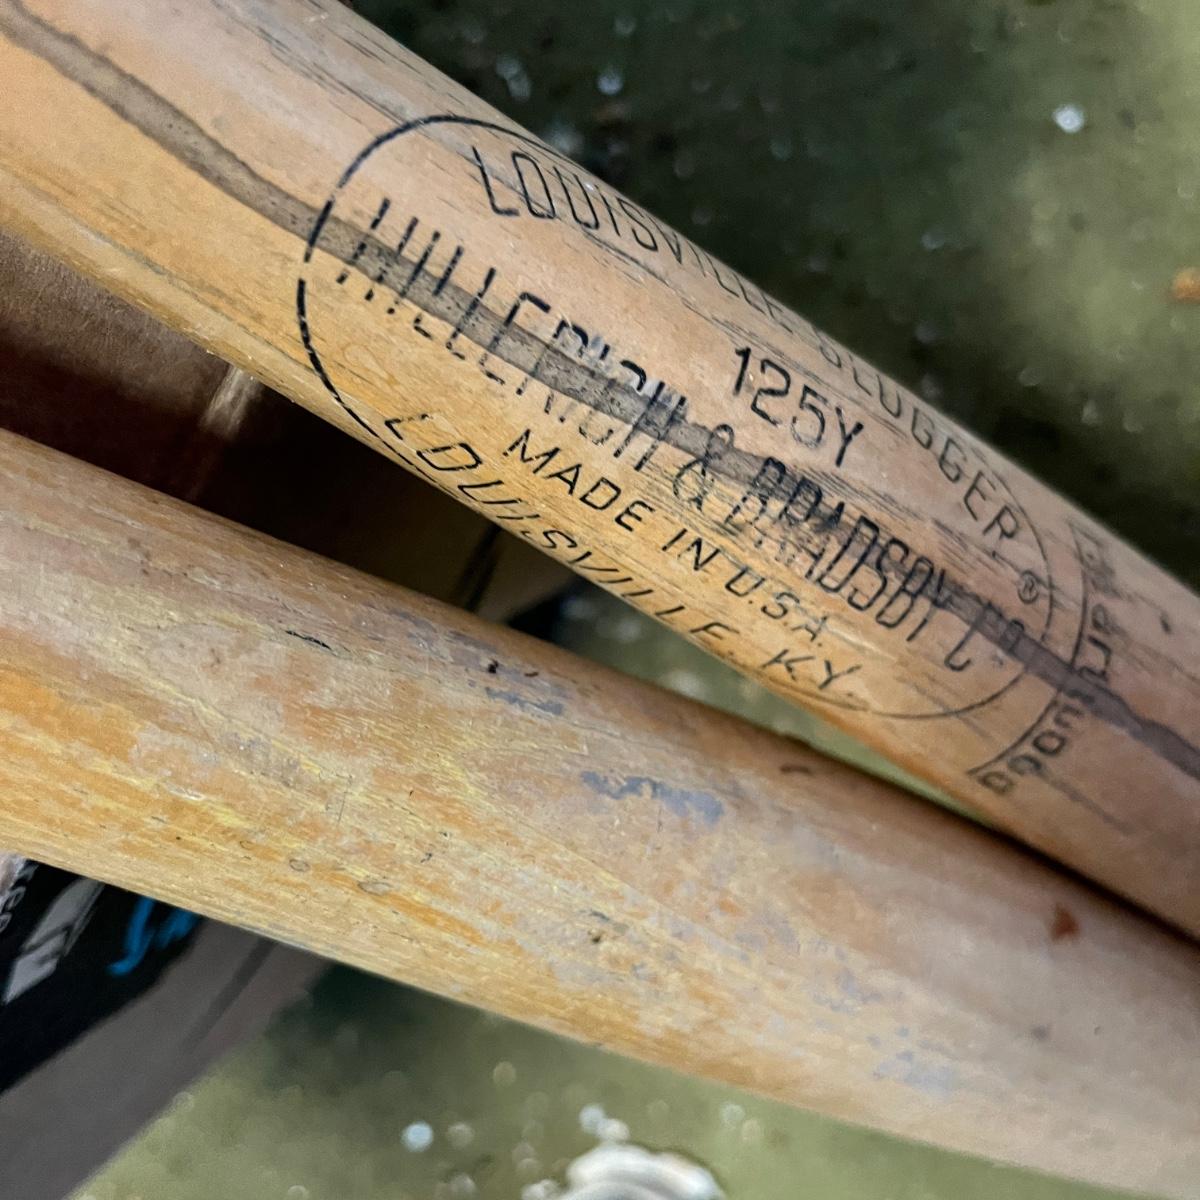 LOUISVILLE SLUGGER®
125Y
HILLERICH & BRADSBY Cº
MADE IN U.S.A.
LOUISVILLE, KY.